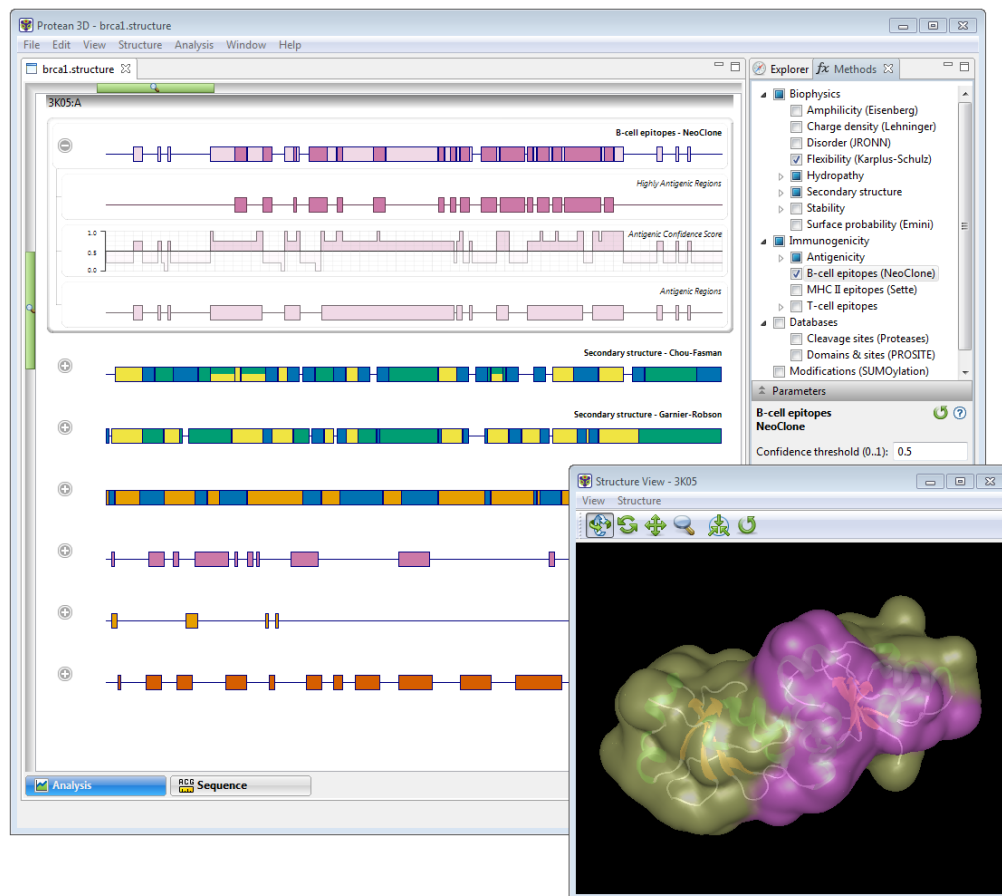 Protean 3D - brca1.structure
File Edit View Structure Analysis Window Help
brca1.structure
3K05:A
B-cell epitopes - NeoClone
Highly Antigenic Regions
1.0
0.5
0.0
Antigenic Confidence Score
Antigenic Regions
Secondary structure - Chou-Fasman
Secondary structure - Garnier-Robson
Analysis
ACG Sequence
Explorer fx Methods
Biophysics
Amphilicity (Eisenberg)
Charge density (Lehninger)
Disorder (JRONN)
Flexibility (Karplus-Schulz)
Hydropathy
Secondary structure
Stability
Surface probability (Emini)
Immunogenicity
Antigenicity
B-cell epitopes (NeoClone)
MHC II epitopes (Sette)
T-cell epitopes
Databases
Cleavage sites (Proteases)
Domains & sites (PROSITE)
Modifications (SUMOylation)
Parameters
B-cell epitopes
NeoClone
Confidence threshold (0..1): 0.5
Structure View - 3K05
View Structure